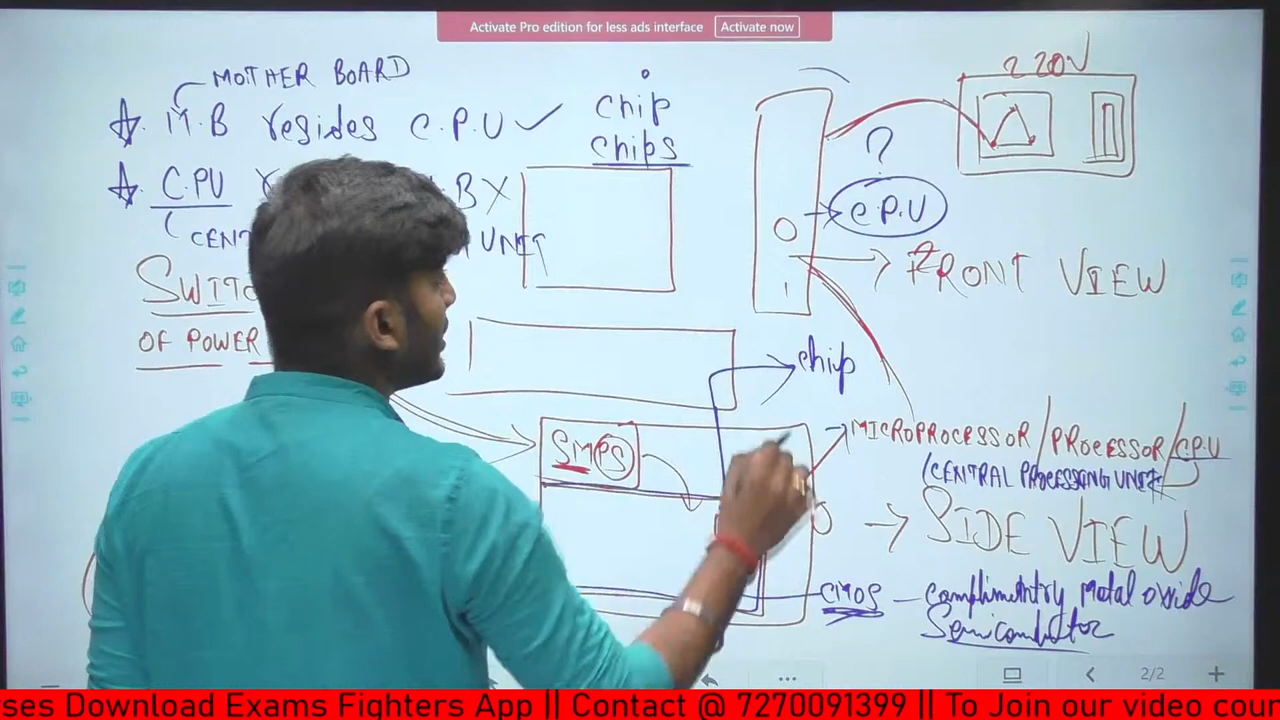 Activate Pro edition for less ads interface Activate now
MOTHER BOARD
M.B resides C.P.U
chip
chips
C.PU B X
CEN UNIT
SWITC
OF POWER
220V
?
C.P.U
FRONT VIEW
chip
SMPS
MICROPROCESSOR / PROCESSOR / C.P.U
(CENTRAL PROCESSING UNIT)
SIDE VIEW
CMOS - Complimentry Metal oxide
Semiconductor
2/2
ses Download Exams Fighters App || Contact @ 7270091399 || To Join our video cour